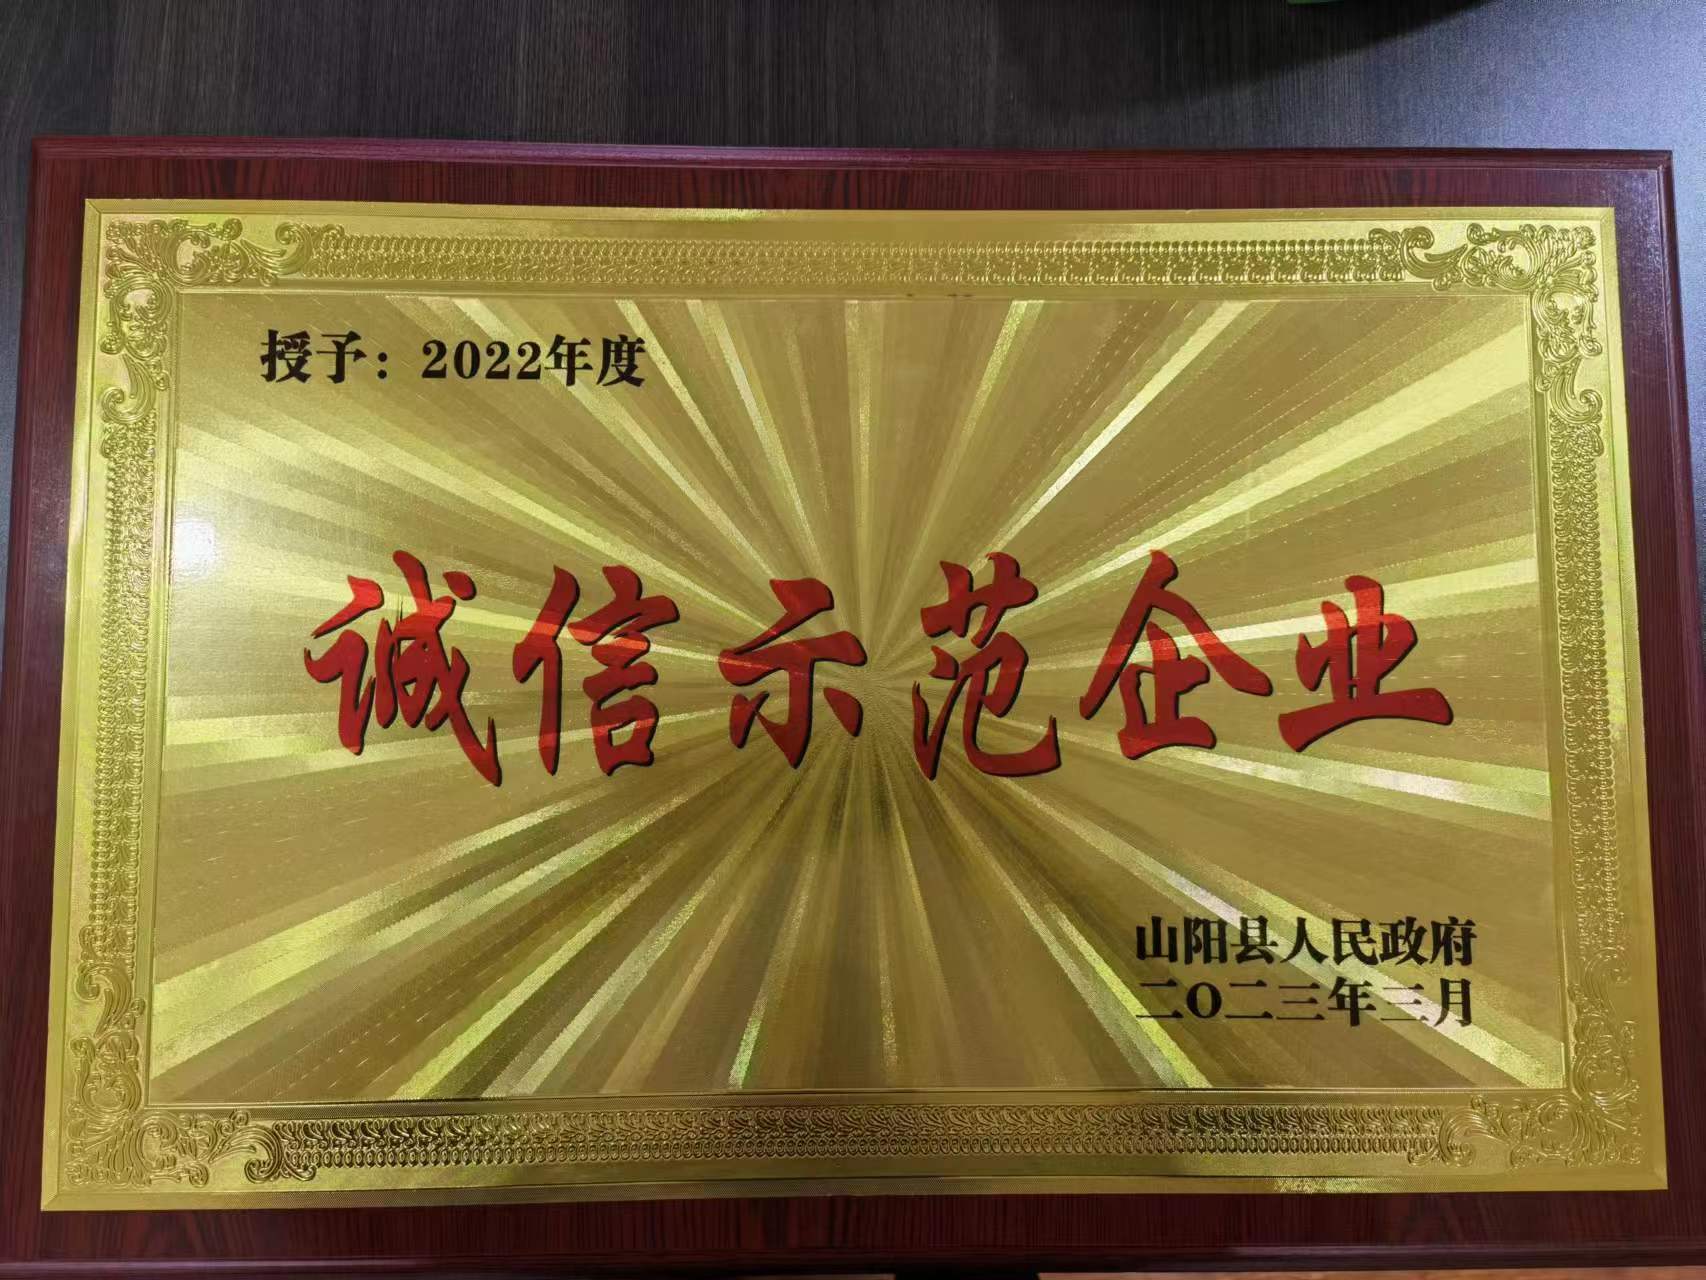 授予：2022年度
诚信示范企业
山阳县人民政府
二O二三年三月